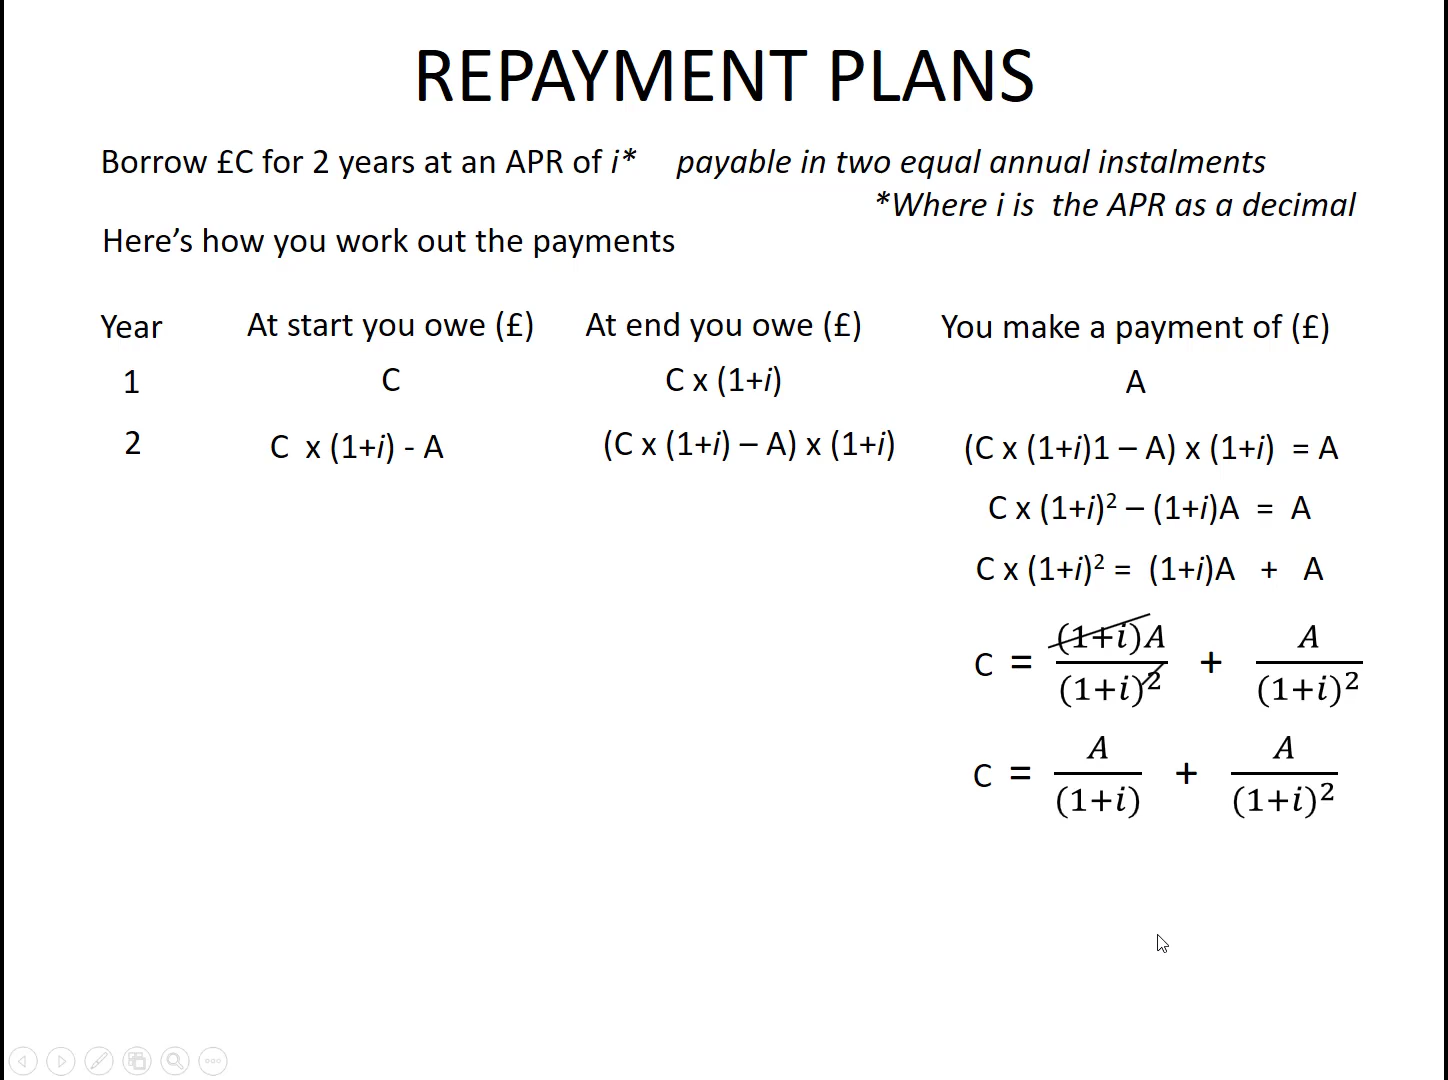 REPAYMENT PLANS
Borrow £C for 2 years at an APR of i* payable in two equal annual instalments
*Where i is the APR as a decimal
Here’s how you work out the payments
Year At start you owe (£) At end you owe (£) You make a payment of (£)
1 C C x (1+i) A
2 C x (1+i) - A (C x (1+i) – A) x (1+i) (C x (1+i)1 – A) x (1+i) = A
C x (1+i)² – (1+i)A = A
C x (1+i)² = (1+i)A + A
C = (1+i)A/(1+i)² + A/(1+i)²
C = A/(1+i) + A/(1+i)²